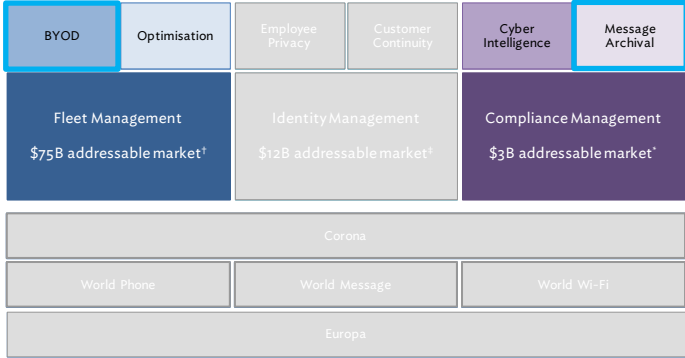 BYOD
Optimisation
Employee
Privacy
Customer
Continuity
Cyber
Intelligence
Message
Archival
Fleet Management
$75B addressable market†
Identity Management
$12B addressable market‡
Compliance Management
$3B addressable market*
Corona
World Phone
World Message
World Wi-Fi
Europa